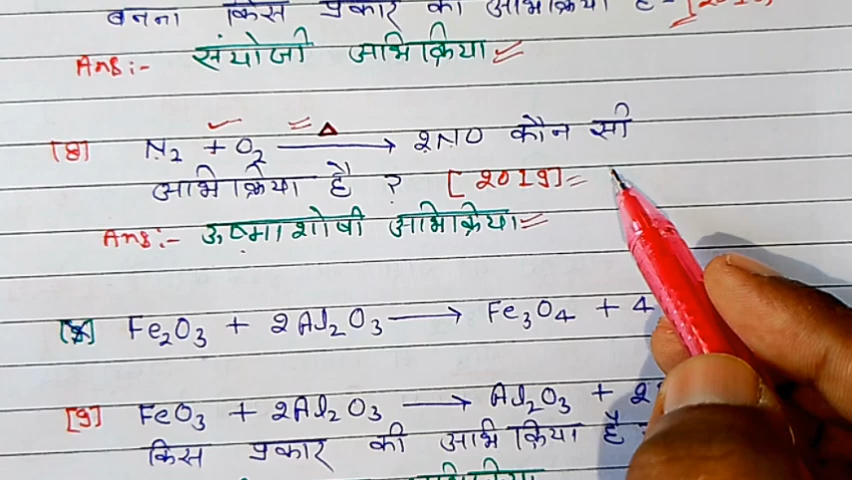 बनना किस प्रकार की अभिक्रिया है
Ans:- संयोजी अभिक्रिया
[8] N₂ + O₂ —Δ→ 2NO कौन सी
अभिक्रिया है ? [2019]
Ans:- ऊष्माशोषी अभिक्रिया
Fe₂O₃ + 2Al₂O₃ → Fe₃O₄ + 4
[9] FeO₃ + 2Al₂O₃ → Al₂O₃ + 2
किस प्रकार की अभिक्रिया है